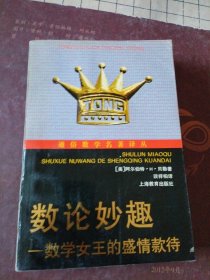 TONG
通俗数学名著译丛
SHULUN MIAOQU
SHUXUE NUWANG DE SHENGQING KUANDAI
[美]阿尔伯特·H·贝勒著
谈祥柏译
上海教育出版社
数论妙趣
—数学女王的盛情款待